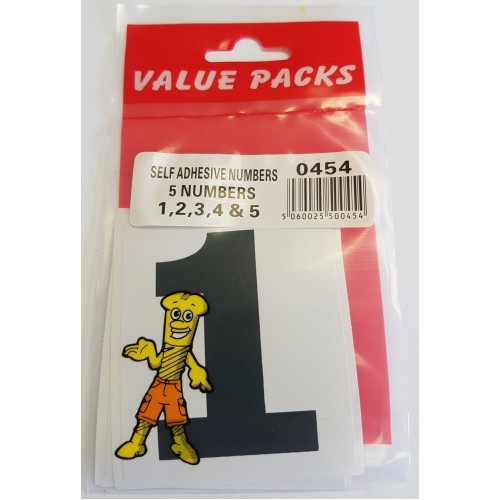 VALUE PACKS
SELF ADHESIVE NUMBERS
5 NUMBERS
1,2,3,4 & 5
0454
5 060025 500454
1